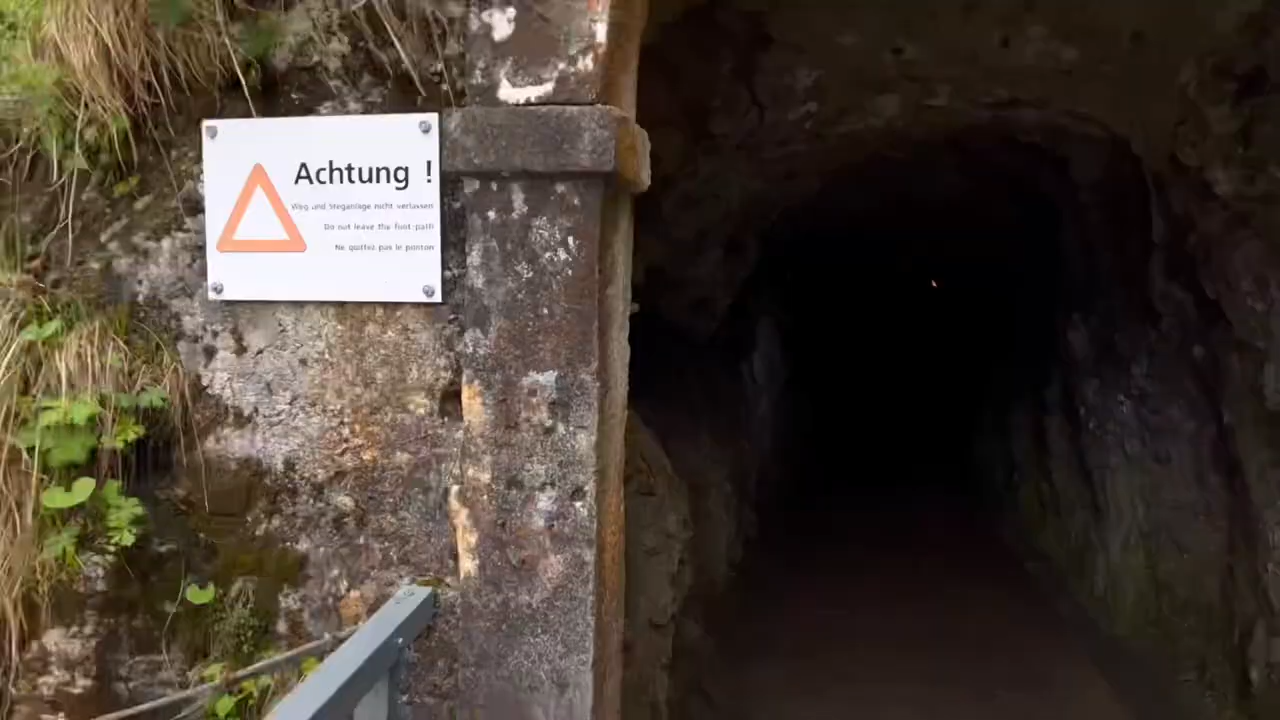 Achtung !
Weg und Steganlage nicht verlassen
Do not leave the foot-path
Ne quittez pas le ponton